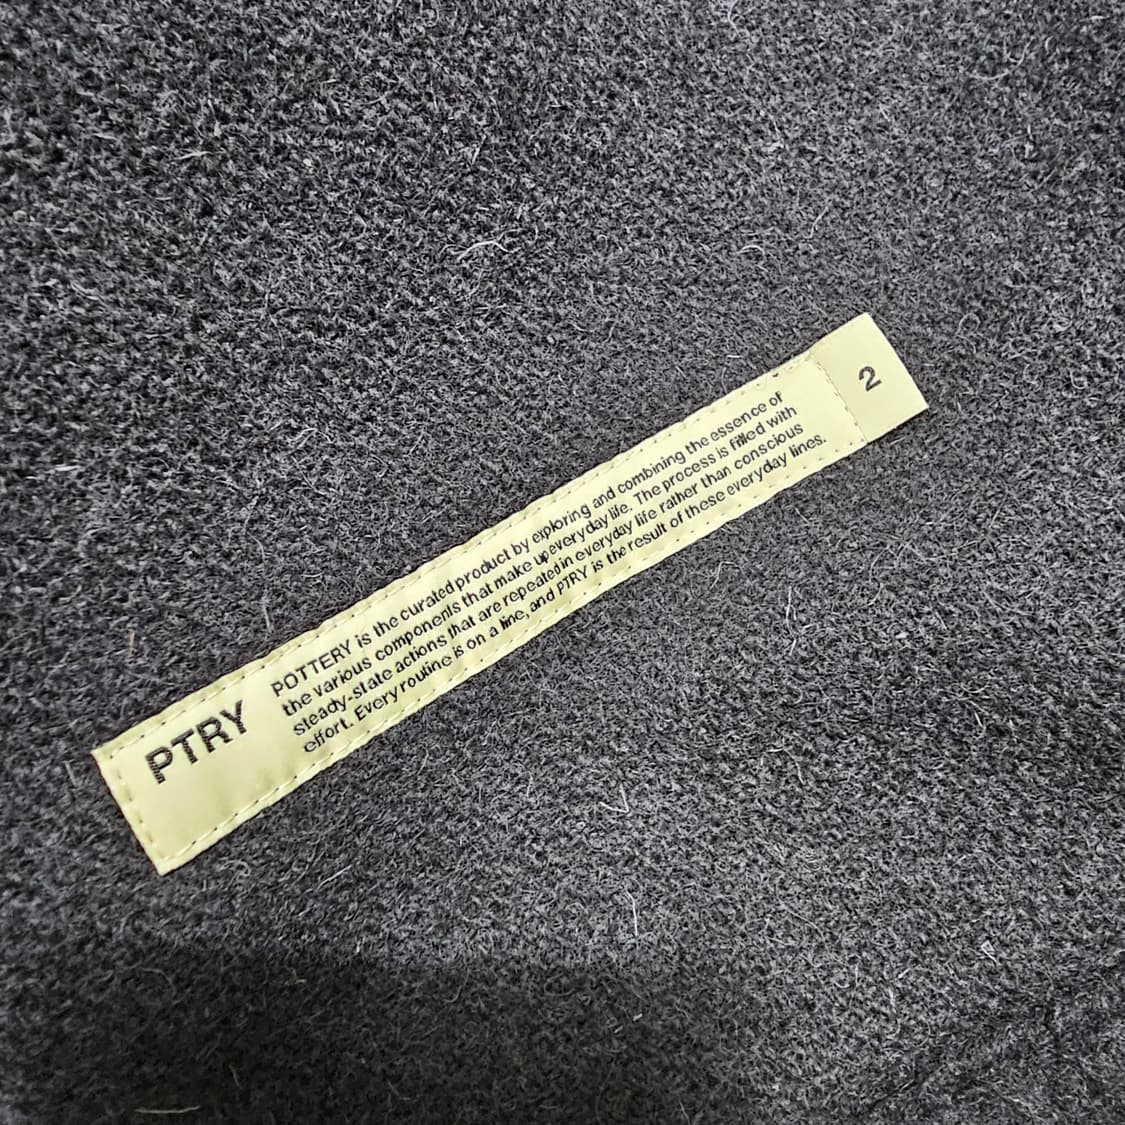 PTRY
POTTERY is the curated product by exploring and combining the essence of
the various components that make up everyday life. The process is filled with
steady-state actions that are repeated in everyday life rather than conscious
effort. Every routine is on a line, and PTRY is the result of these everyday lines.
2